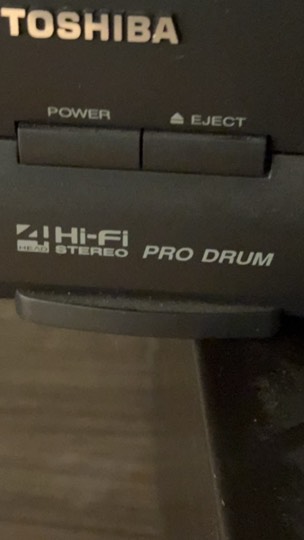 TOSHIBA
POWER ⏏ EJECT
4 HEAD Hi-Fi STEREO PRO DRUM